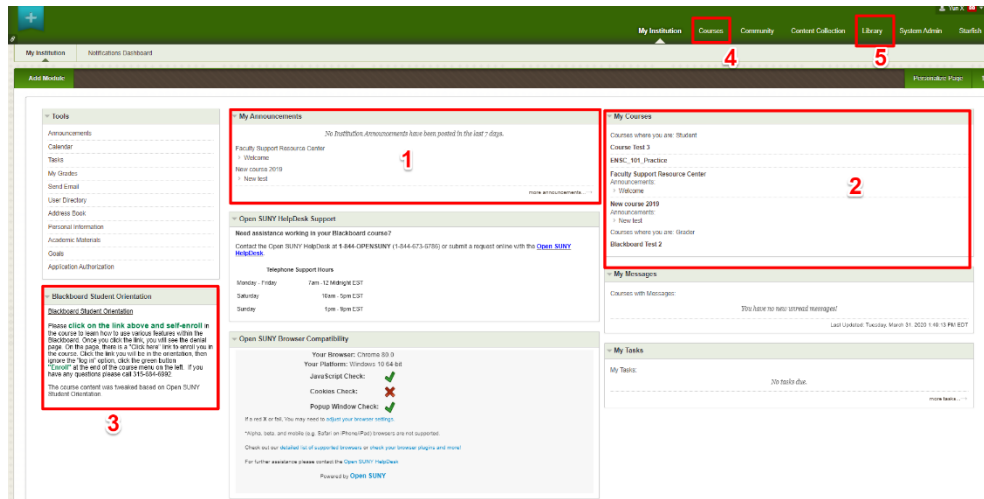 Yun X
My Institution Courses Community Content Collection Library System Admin Starfish
4 5
My Institution Notifications Dashboard
Add Module Personalize Page
Tools
Announcements
Calendar
Tasks
My Grades
Send Email
User Directory
Address Book
Personal Information
Academic Materials
Goals
Application Authorization
Blackboard Student Orientation
Blackboard Student Orientation
Please click on the link above and self-enroll in
the course to learn how to use various features within the
Blackboard. Once you click the link, you will see the denial
page. On the page, there is a "Click here" link to enroll you in
the course. Click the link you will be in the orientation, then
ignore the "log in" option, click the green button
"Enroll" at the end of the course menu on the left. If you
have any questions please call 315-684-6992.
The course content was tweaked based on Open SUNY
Student Orientation
3
My Announcements
No Institution Announcements have been posted in the last 7 days.
Faculty Support Resource Center
Welcome
New course 2019
New test
1
more announcements...
Open SUNY HelpDesk Support
Need assistance working in your Blackboard course?
Contact the Open SUNY HelpDesk at 1-844-OPENSUNY (1-844-673-6786) or submit a request online with the Open SUNY
HelpDesk.
Telephone Support Hours
Monday - Friday 7am -12 Midnight EST
Saturday 10am - 5pm EST
Sunday 1pm - 9pm EST
Open SUNY Browser Compatibility
Your Browser: Chrome 80.0
Your Platform: Windows 10 64 bit
JavaScript Check:
Cookies Check:
Popup Window Check:
If a red X or fail, You may need to adjust your browser settings.
*Alpha, beta, and mobile (e.g. Safari on iPhone/iPad) browsers are not supported.
Check out our detailed list of supported browsers or check your browser plugins and more!
For further assistance please contact the Open SUNY HelpDesk
Powered by Open SUNY
My Courses
Courses where you are: Student
Course Test 3
ENSC_101_Practice
Faculty Support Resource Center
Announcements:
Welcome
New course 2019
Announcements:
New test
Courses where you are: Grader
Blackboard Test 2
2
My Messages
Courses with Messages:
You have no new unread messages!
Last Updated: Tuesday, March 31, 2020 1:46:13 PM EDT
My Tasks
My Tasks:
No tasks due.
more tasks...